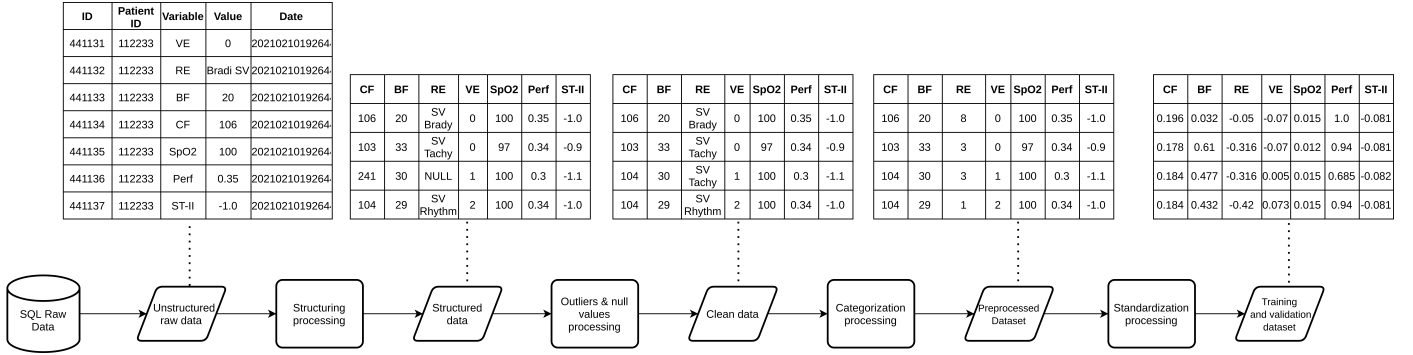 ID Patient ID Variable Value Date
441131 112233 VE 0 20210210192644
441132 112233 RE Bradi SV 20210210192644
441133 112233 BF 20 20210210192644
441134 112233 CF 106 20210210192644
441135 112233 SpO2 100 20210210192644
441136 112233 Perf 0.35 20210210192644
441137 112233 ST-II -1.0 20210210192644
CF BF RE VE SpO2 Perf ST-II
106 20 SV Brady 0 100 0.35 -1.0
103 33 SV Tachy 0 97 0.34 -0.9
241 30 NULL 1 100 0.3 -1.1
104 29 SV Rhythm 2 100 0.34 -1.0
CF BF RE VE SpO2 Perf ST-II
106 20 SV Brady 0 100 0.35 -1.0
103 33 SV Tachy 0 97 0.34 -0.9
104 30 SV Tachy 1 100 0.3 -1.1
104 29 SV Rhythm 2 100 0.34 -1.0
CF BF RE VE SpO2 Perf ST-II
106 20 8 0 100 0.35 -1.0
103 33 3 0 97 0.34 -0.9
104 30 3 1 100 0.3 -1.1
104 29 1 2 100 0.34 -1.0
CF BF RE VE SpO2 Perf ST-II
0.196 0.032 -0.05 -0.07 0.015 1.0 -0.081
0.178 0.61 -0.316 -0.07 0.012 0.94 -0.081
0.184 0.477 -0.316 0.005 0.015 0.685 -0.082
0.184 0.432 -0.42 0.073 0.015 0.94 -0.081
SQL Raw
Data
Unstructured
raw data
Structuring
processing
Structured
data
Outliers & null
values
processing
Clean data
Categorization
processing
Preprocessed
Dataset
Standardization
processing
Training
and validation
dataset